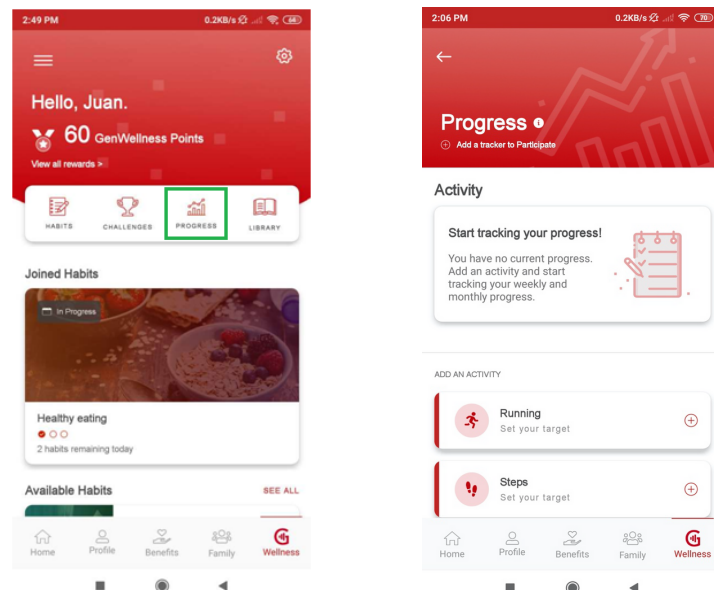 2:49 PM 0.2KB/s 68
Hello, Juan.
60 GenWellness Points
View all rewards >
HABITS CHALLENGES PROGRESS LIBRARY
Joined Habits
In Progress
Healthy eating
2 habits remaining today
Available Habits SEE ALL
Home Profile Benefits Family Wellness
2:06 PM 0.2KB/s 70
Progress
Add a tracker to Participate
Activity
Start tracking your progress!
You have no current progress.
Add an activity and start
tracking your weekly and
monthly progress.
ADD AN ACTIVITY
Running
Set your target
Steps
Set your target
Home Profile Benefits Family Wellness